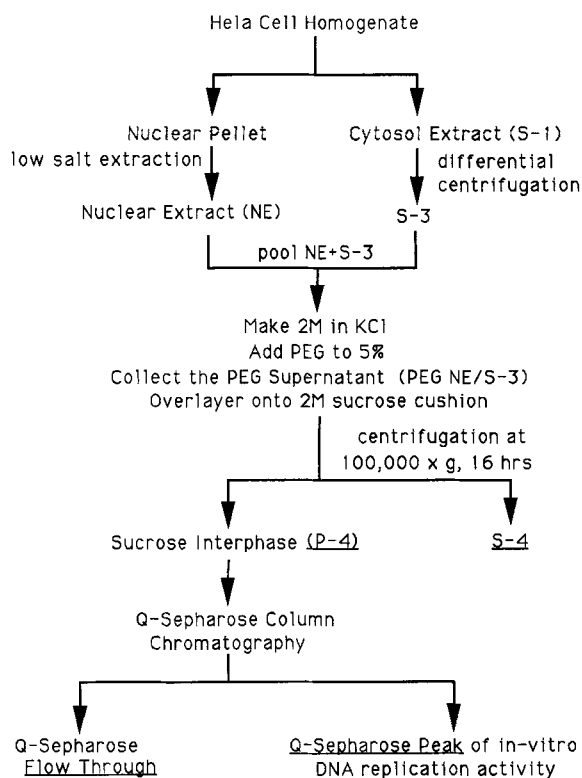 Hela Cell Homogenate
Nuclear Pellet
Cytosol Extract (S-1)
low salt extraction
differential
centrifugation
Nuclear Extract (NE)
S-3
pool NE+S-3
Make 2M in KCl
Add PEG to 5%
Collect the PEG Supernatant (PEG NE/S-3)
Overlayer onto 2M sucrose cushion
centrifugation at
100,000 x g, 16 hrs
Sucrose Interphase (P-4)
S-4
Q-Sepharose Column
Chromatography
Q-Sepharose
Flow Through
Q-Sepharose Peak of in-vitro
DNA replication activity